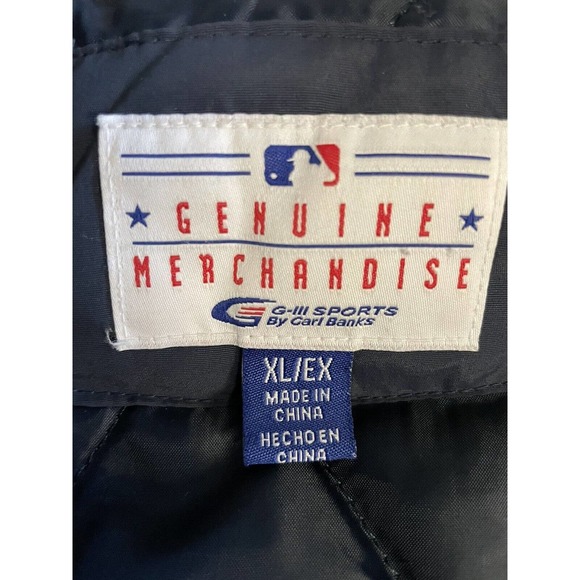 GENUINE
MERCHANDISE
G-III SPORTS
By Carl Banks
XL/EX
MADE IN
CHINA
HECHO EN
CHINA